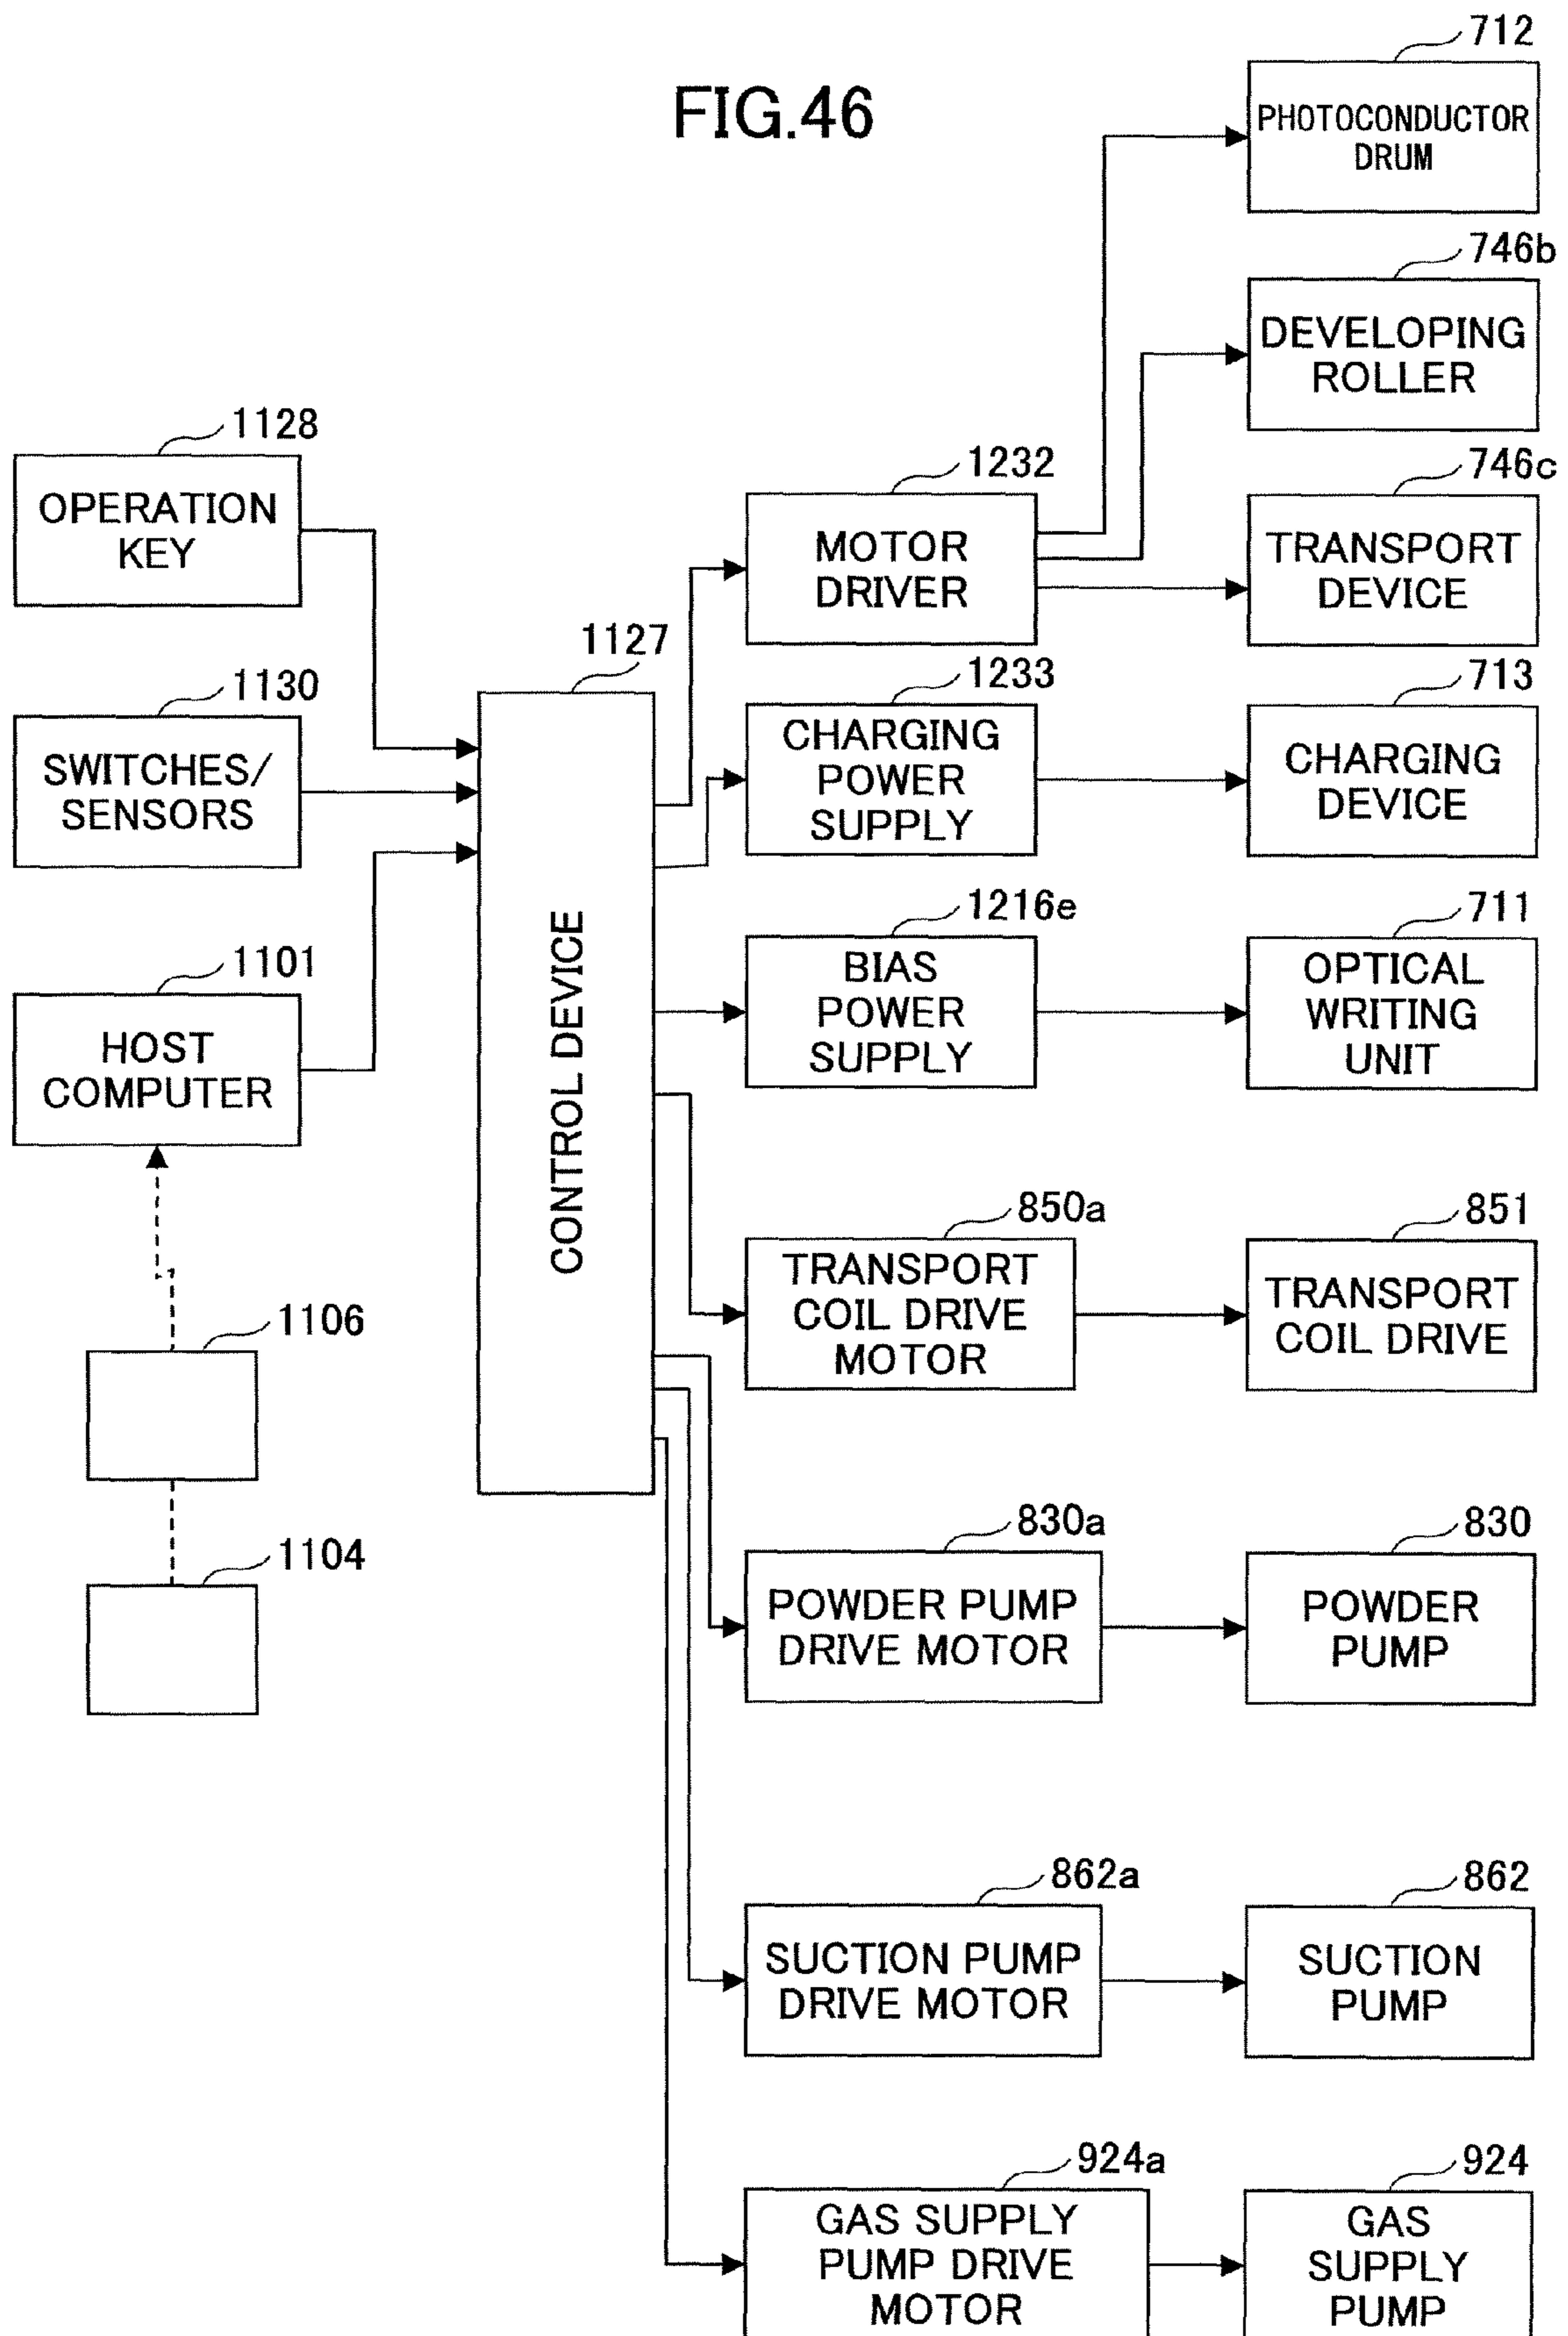 FIG.46
712
PHOTOCONDUCTOR
DRUM
746b
DEVELOPING
ROLLER
1128
OPERATION
KEY
1232
MOTOR
DRIVER
746c
TRANSPORT
DEVICE
1130
SWITCHES/
SENSORS
1127
CONTROL DEVICE
1233
CHARGING
POWER
SUPPLY
713
CHARGING
DEVICE
1101
HOST
COMPUTER
1216e
BIAS
POWER
SUPPLY
711
OPTICAL
WRITING
UNIT
1106
1104
850a
TRANSPORT
COIL DRIVE
MOTOR
851
TRANSPORT
COIL DRIVE
830a
POWDER PUMP
DRIVE MOTOR
830
POWDER
PUMP
862a
SUCTION PUMP
DRIVE MOTOR
862
SUCTION
PUMP
924a
GAS SUPPLY
PUMP DRIVE
MOTOR
924
GAS
SUPPLY
PUMP